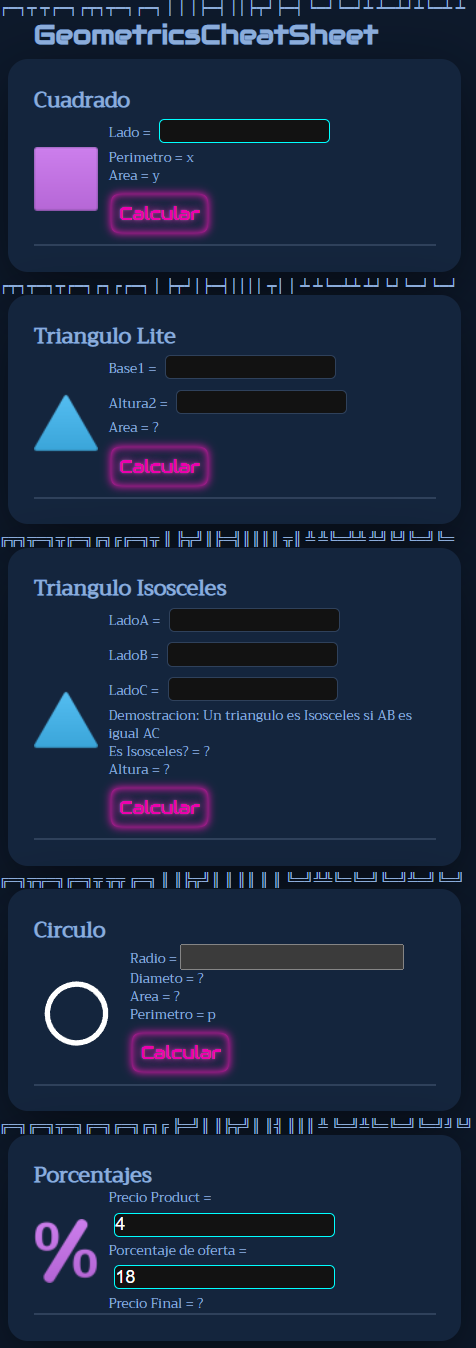 GeometricsCheatSheet
Cuadrado
Lado =
Perimetro = x
Area = y
Calcular
Triangulo Lite
Base1 =
Altura2 =
Area = ?
Calcular
Triangulo Isosceles
LadoA =
LadoB =
LadoC =
Demostracion: Un triangulo es Isosceles si AB es
igual AC
Es Isosceles? = ?
Altura = ?
Calcular
Circulo
Radio =
Diameto = ?
Area = ?
Perimetro = p
Calcular
Porcentajes
Precio Product =
4
%
Porcentaje de oferta =
18
Precio Final = ?